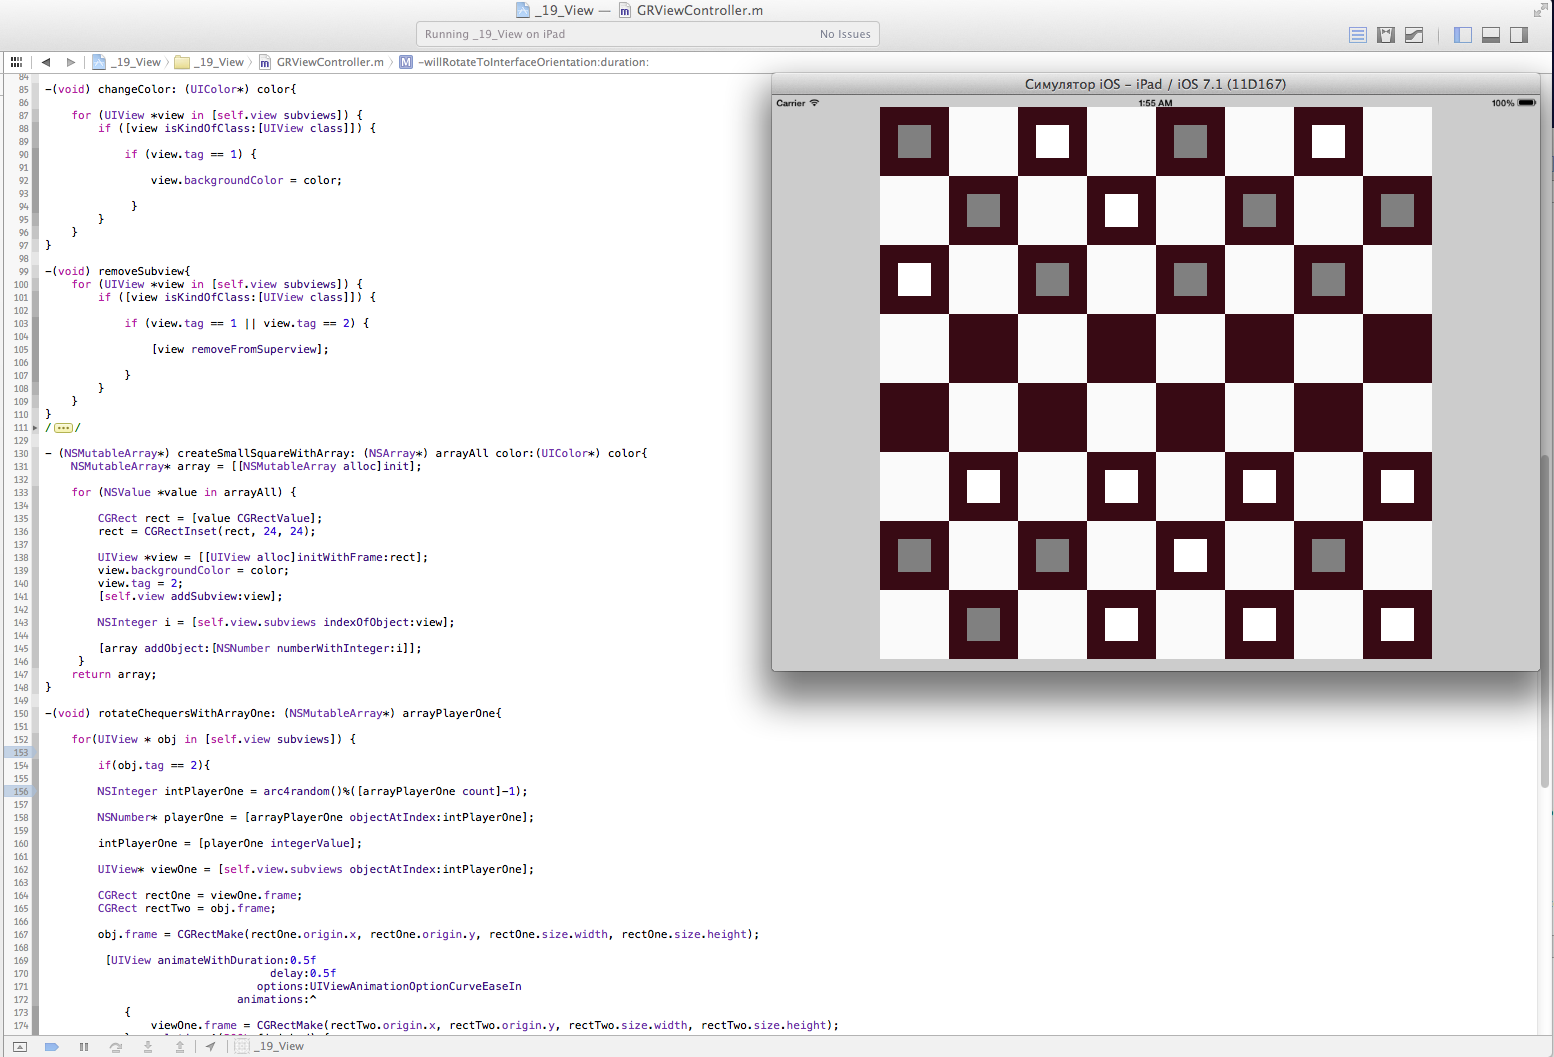 _19_View — GRViewController.m
Running _19_View on iPad No Issues
_19_View _19_View GRViewController.m M -willRotateToInterfaceOrientation:duration:
84
85 -(void) changeColor: (UIColor*) color{
86
87 for (UIView *view in [self.view subviews]) {
88 if ([view isKindOfClass:[UIView class]]) {
89
90 if (view.tag == 1) {
91
92 view.backgroundColor = color;
93
94 }
95 }
96 }
97 }
98
99 -(void) removeSubview{
100 for (UIView *view in [self.view subviews]) {
101 if ([view isKindOfClass:[UIView class]]) {
102
103 if (view.tag == 1 || view.tag == 2) {
104
105 [view removeFromSuperview];
106
107 }
108 }
109 }
110 }
111 /.../
129
130 - (NSMutableArray*) createSmallSquareWithArray: (NSArray*) arrayAll color:(UIColor*) color{
131 NSMutableArray* array = [[NSMutableArray alloc]init];
132
133 for (NSValue *value in arrayAll) {
134
135 CGRect rect = [value CGRectValue];
136 rect = CGRectInset(rect, 24, 24);
137
138 UIView *view = [[UIView alloc]initWithFrame:rect];
139 view.backgroundColor = color;
140 view.tag = 2;
141 [self.view addSubview:view];
142
143 NSInteger i = [self.view.subviews indexOfObject:view];
144
145 [array addObject:[NSNumber numberWithInteger:i]];
146 }
147 return array;
148 }
149
150 -(void) rotateChequersWithArrayOne: (NSMutableArray*) arrayPlayerOne{
151
152 for(UIView * obj in [self.view subviews]) {
153
154 if(obj.tag == 2){
155
156 NSInteger intPlayerOne = arc4random()%([arrayPlayerOne count]-1);
157
158 NSNumber* playerOne = [arrayPlayerOne objectAtIndex:intPlayerOne];
159
160 intPlayerOne = [playerOne integerValue];
161
162 UIView* viewOne = [self.view.subviews objectAtIndex:intPlayerOne];
163
164 CGRect rectOne = viewOne.frame;
165 CGRect rectTwo = obj.frame;
166
167 obj.frame = CGRectMake(rectOne.origin.x, rectOne.origin.y, rectOne.size.width, rectOne.size.height);
168
169 [UIView animateWithDuration:0.5f
170 delay:0.5f
171 options:UIViewAnimationOptionCurveEaseIn
172 animations:^
173 {
174 viewOne.frame = CGRectMake(rectTwo.origin.x, rectTwo.origin.y, rectTwo.size.width, rectTwo.size.height);
_19_View
Симулятор iOS – iPad / iOS 7.1 (11D167)
Carrier 1:55 AM 100%